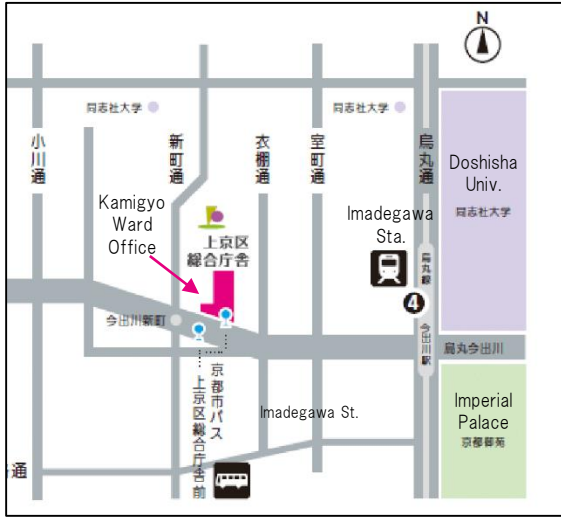 N
同志社大学
同志社大学
小川通
新町通
衣棚通
室町通
烏丸通
Doshisha
Univ.
同志社大学
Kamigyo
Ward
Office
上京区
総合庁舎
Imadegawa
Sta.
烏丸線
4
今出川駅
今出川新町
烏丸今出川
京都市バス
上京区総合庁舎前
Imadegawa St.
Imperial
Palace
京都御苑
通